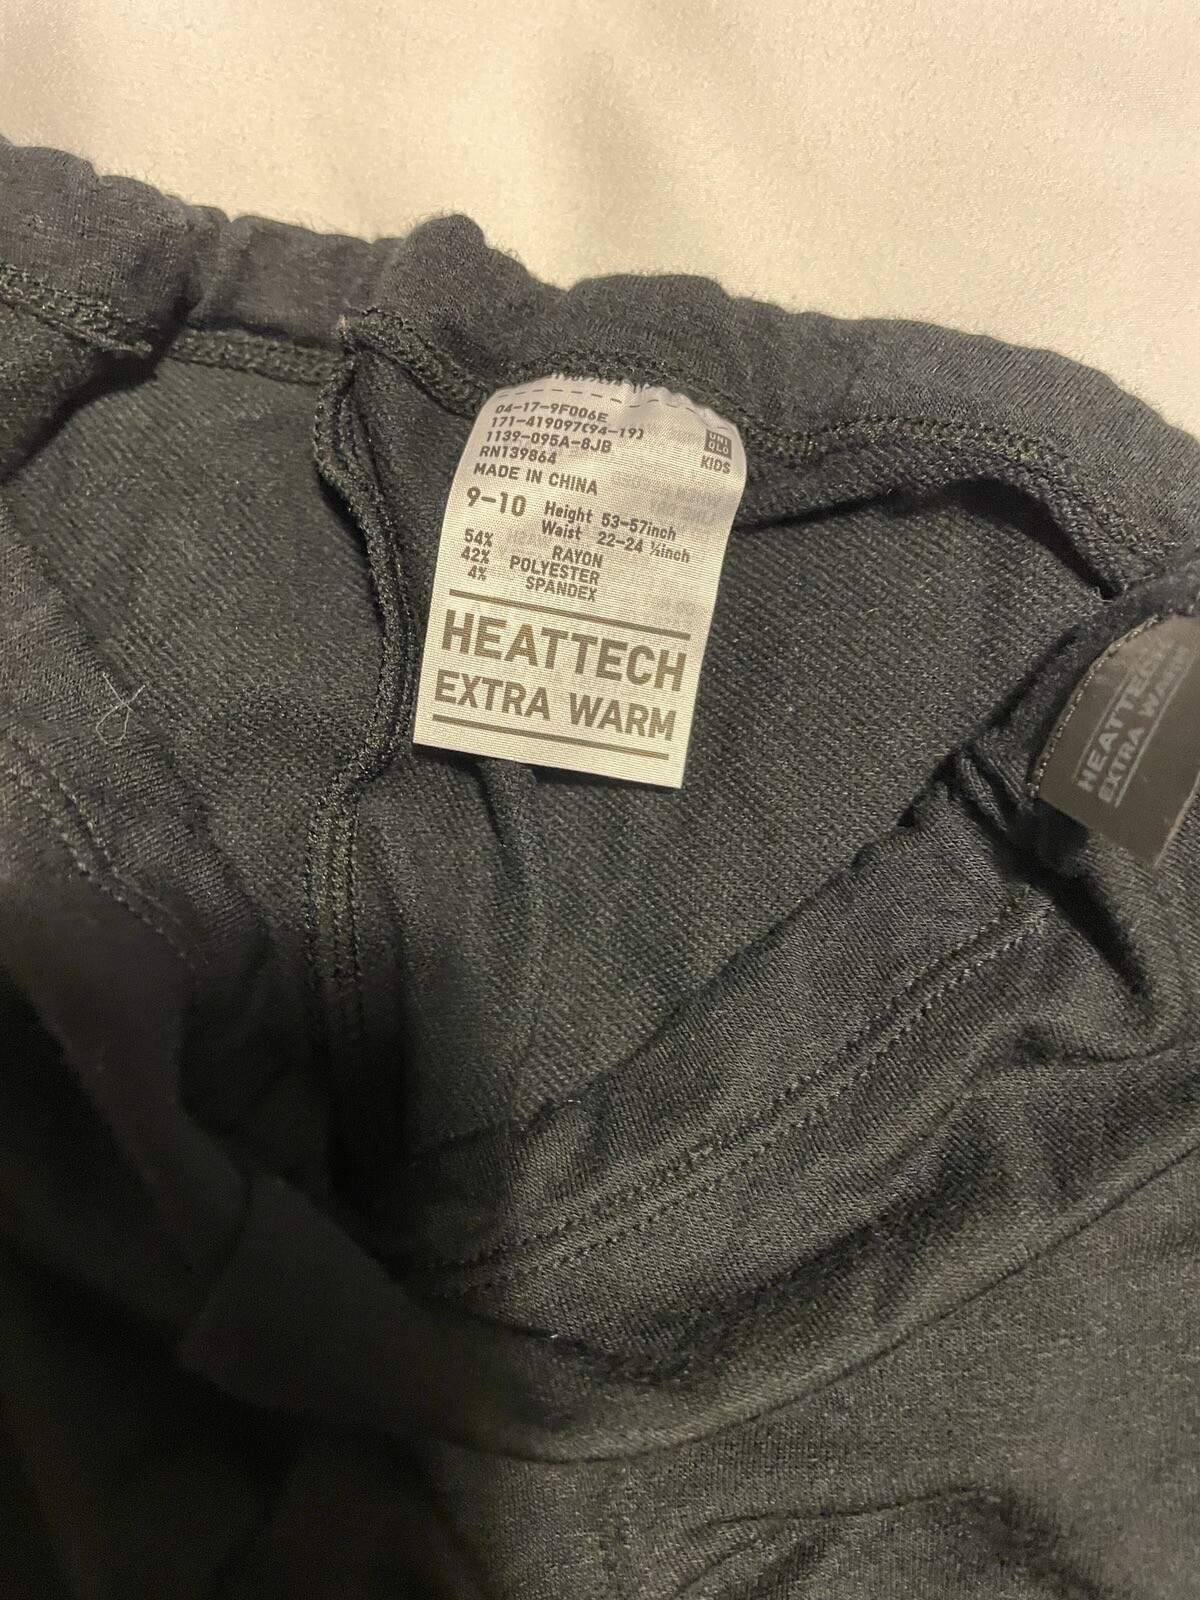 04-17-9F006E
171-419097(94-19)
1139-095A-8JB
RN139864
MADE IN CHINA
UNI
QLO
KIDS
9-10 Height 53-57inch
Waist 22-24 ½inch
54% RAYON
42% POLYESTER
4% SPANDEX
HEATTECH
EXTRA WARM
HEATTECH
EXTRA WARM